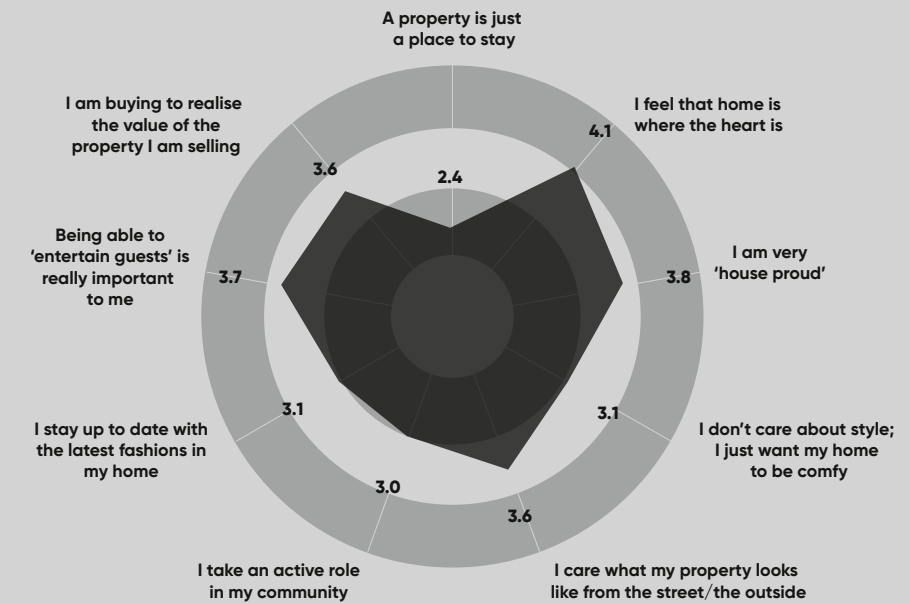 A property is just
a place to stay
I feel that home is
where the heart is
4.1
I am very
‘house proud’
3.8
I don’t care about style;
I just want my home
to be comfy
3.1
I care what my property looks
like from the street/the outside
3.6
I take an active role
in my community
3.0
I stay up to date with
the latest fashions in
my home
3.1
Being able to
‘entertain guests’ is
really important
to me
3.7
I am buying to realise
the value of the
property I am selling
3.6
2.4